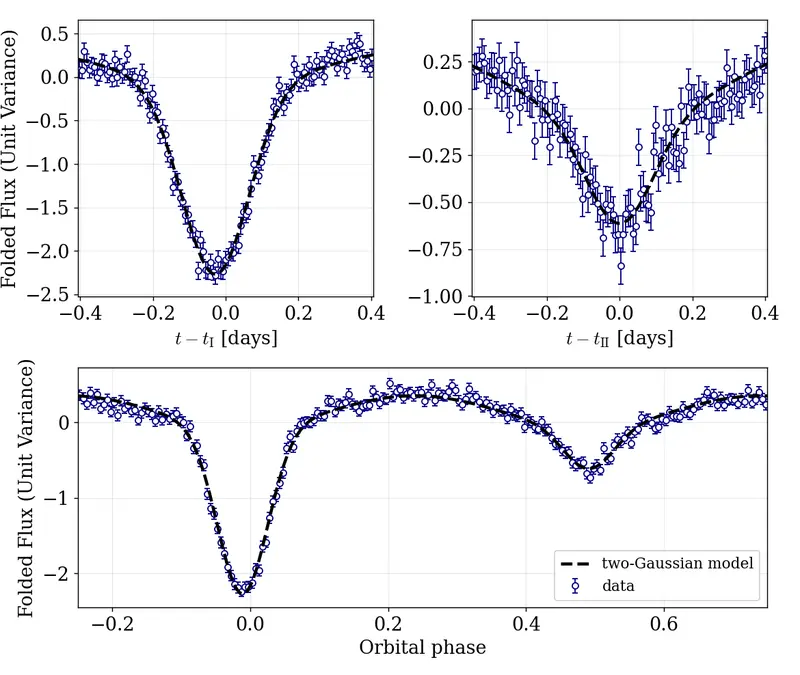 Folded Flux (Unit Variance)
0.5
0.0
−0.5
−1.0
−1.5
−2.0
−2.5
−0.4 −0.2 0.0 0.2 0.4
t − tI [days]
0.25
0.00
−0.25
−0.50
−0.75
−1.00
−0.4 −0.2 0.0 0.2 0.4
t − tII [days]
Folded Flux (Unit Variance)
0
−1
−2
−0.2 0.0 0.2 0.4 0.6
Orbital phase
two-Gaussian model
data